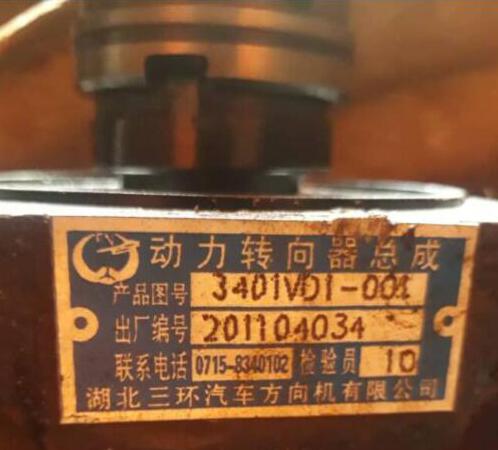 动力转向器总成
产品图号 3401VD1-001
出厂编号 201104034
联系电话 0715-8340102 检验员 10
湖北三环汽车方向机有限公司